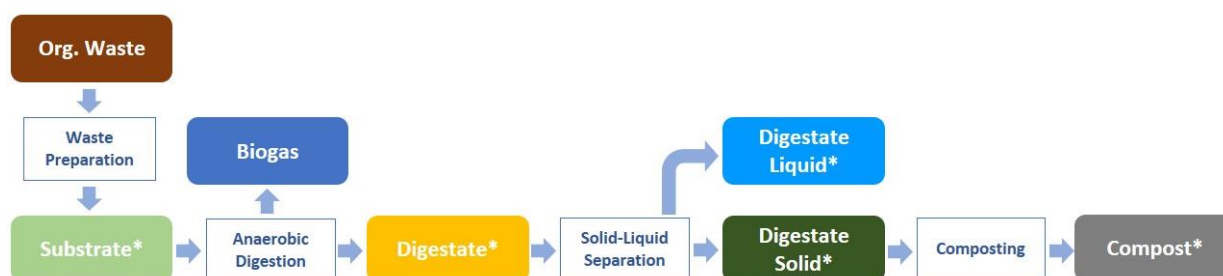 Org. Waste
Waste
Preparation
Biogas
Digestate
Liquid*
Substrate*
Anaerobic
Digestion
Digestate*
Solid-Liquid
Separation
Digestate
Solid*
Composting
Compost*